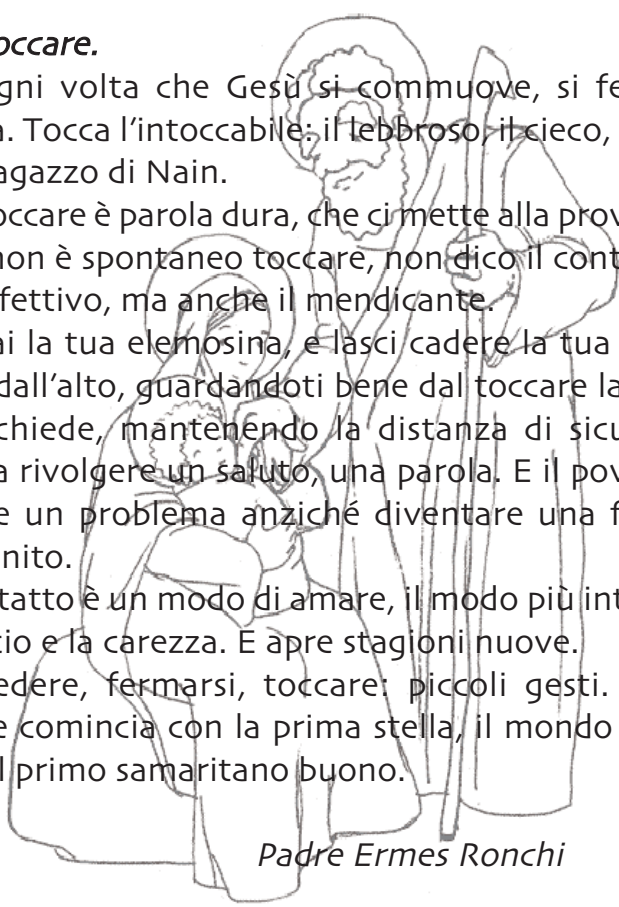 occare.
gni volta che Gesù si commuove, si fe
a. Tocca l'intoccabile: il lebbroso, il cieco,
agazzo di Nain.
occare è parola dura, che ci mette alla prov
non è spontaneo toccare, non dico il cont
fettivo, ma anche il mendicante.
ai la tua elemosina, e lasci cadere la tua
dall'alto, guardandoti bene dal toccare la
chiede, mantenendo la distanza di sicu
a rivolgere un saluto, una parola. E il pov
e un problema anziché diventare una f
nito.
tatto è un modo di amare, il modo più int
cio e la carezza. E apre stagioni nuove.
edere, fermarsi, toccare: piccoli gesti.
e comincia con la prima stella, il mondo
l primo samaritano buono.
Padre Ermes Ronchi